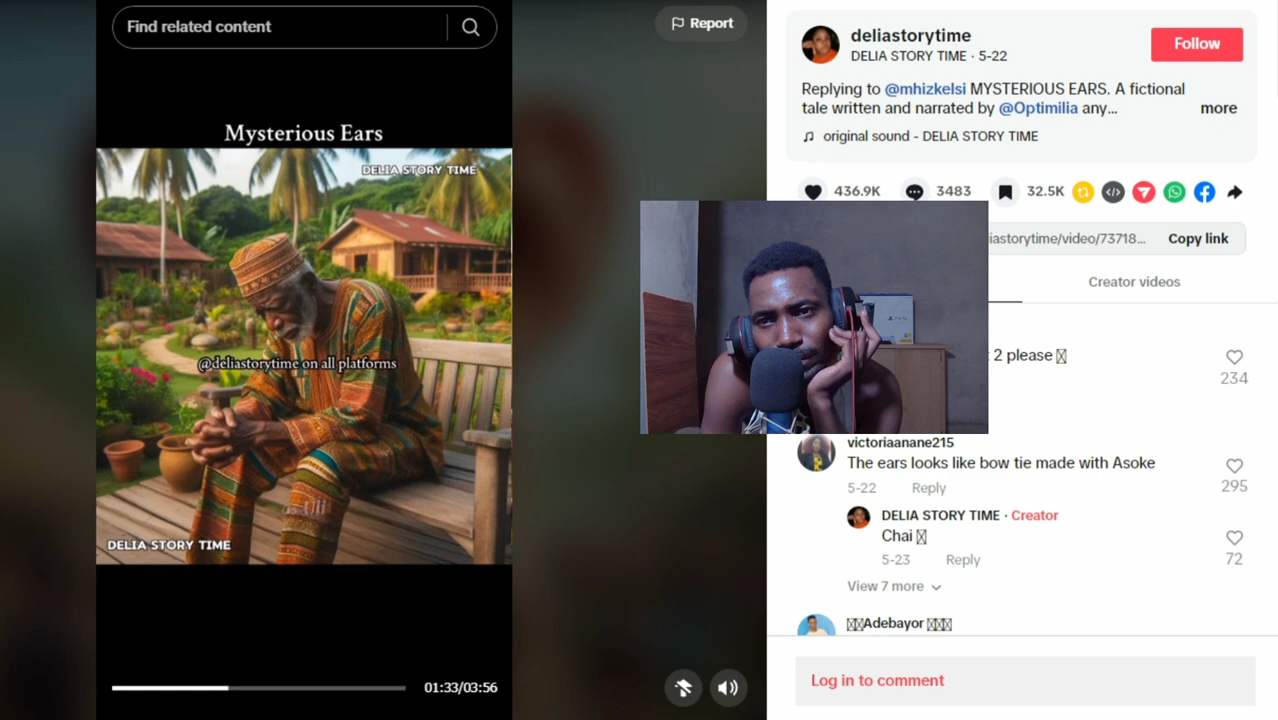 Find related content
Report
Mysterious Ears
DELIA STORY TIME
@deliastorytime on all platforms
DELIA STORY TIME
01:33/03:56
deliastorytime
DELIA STORY TIME · 5-22
Follow
Replying to @mhizkelsi MYSTERIOUS EARS. A fictional
tale written and narrated by @Optimilia any...
more
original sound - DELIA STORY TIME
436.9K
3483
32.5K
iastorytime/video/73718...
Copy link
Creator videos
2 please
234
victoriaanane215
The ears looks like bow tie made with Asoke
5-22
Reply
295
DELIA STORY TIME · Creator
Chai
5-23
Reply
72
View 7 more
Adebayor
Log in to comment